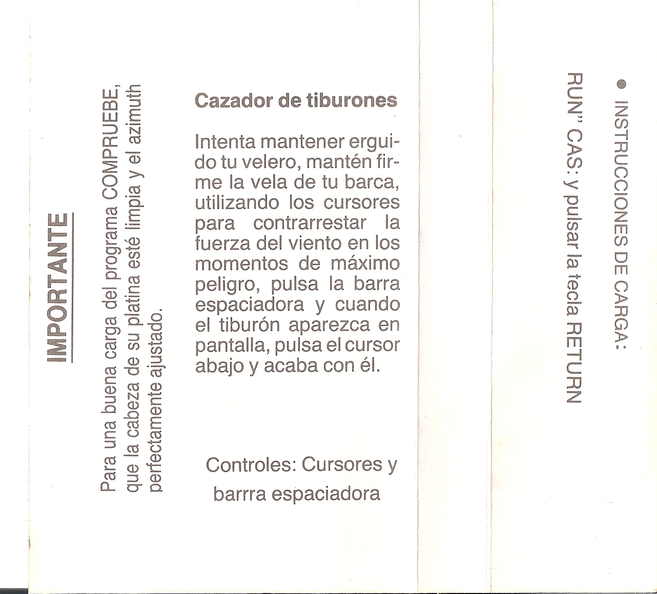 IMPORTANTE
Para una buena carga del programa COMPRUEBE,
que la cabeza de su platina esté limpia y el azimuth
perfectamente ajustado.
Cazador de tiburones
Intenta mantener ergui-
do tu velero, mantén fir-
me la vela de tu barca,
utilizando los cursores
para contrarrestar la
fuerza del viento en los
momentos de máximo
peligro, pulsa la barra
espaciadora y cuando
el tiburón aparezca en
pantalla, pulsa el cursor
abajo y acaba con él.
Controles: Cursores y
barrra espaciadora
● INSTRUCCIONES DE CARGA:
RUN" CAS: y pulsar la tecla RETURN